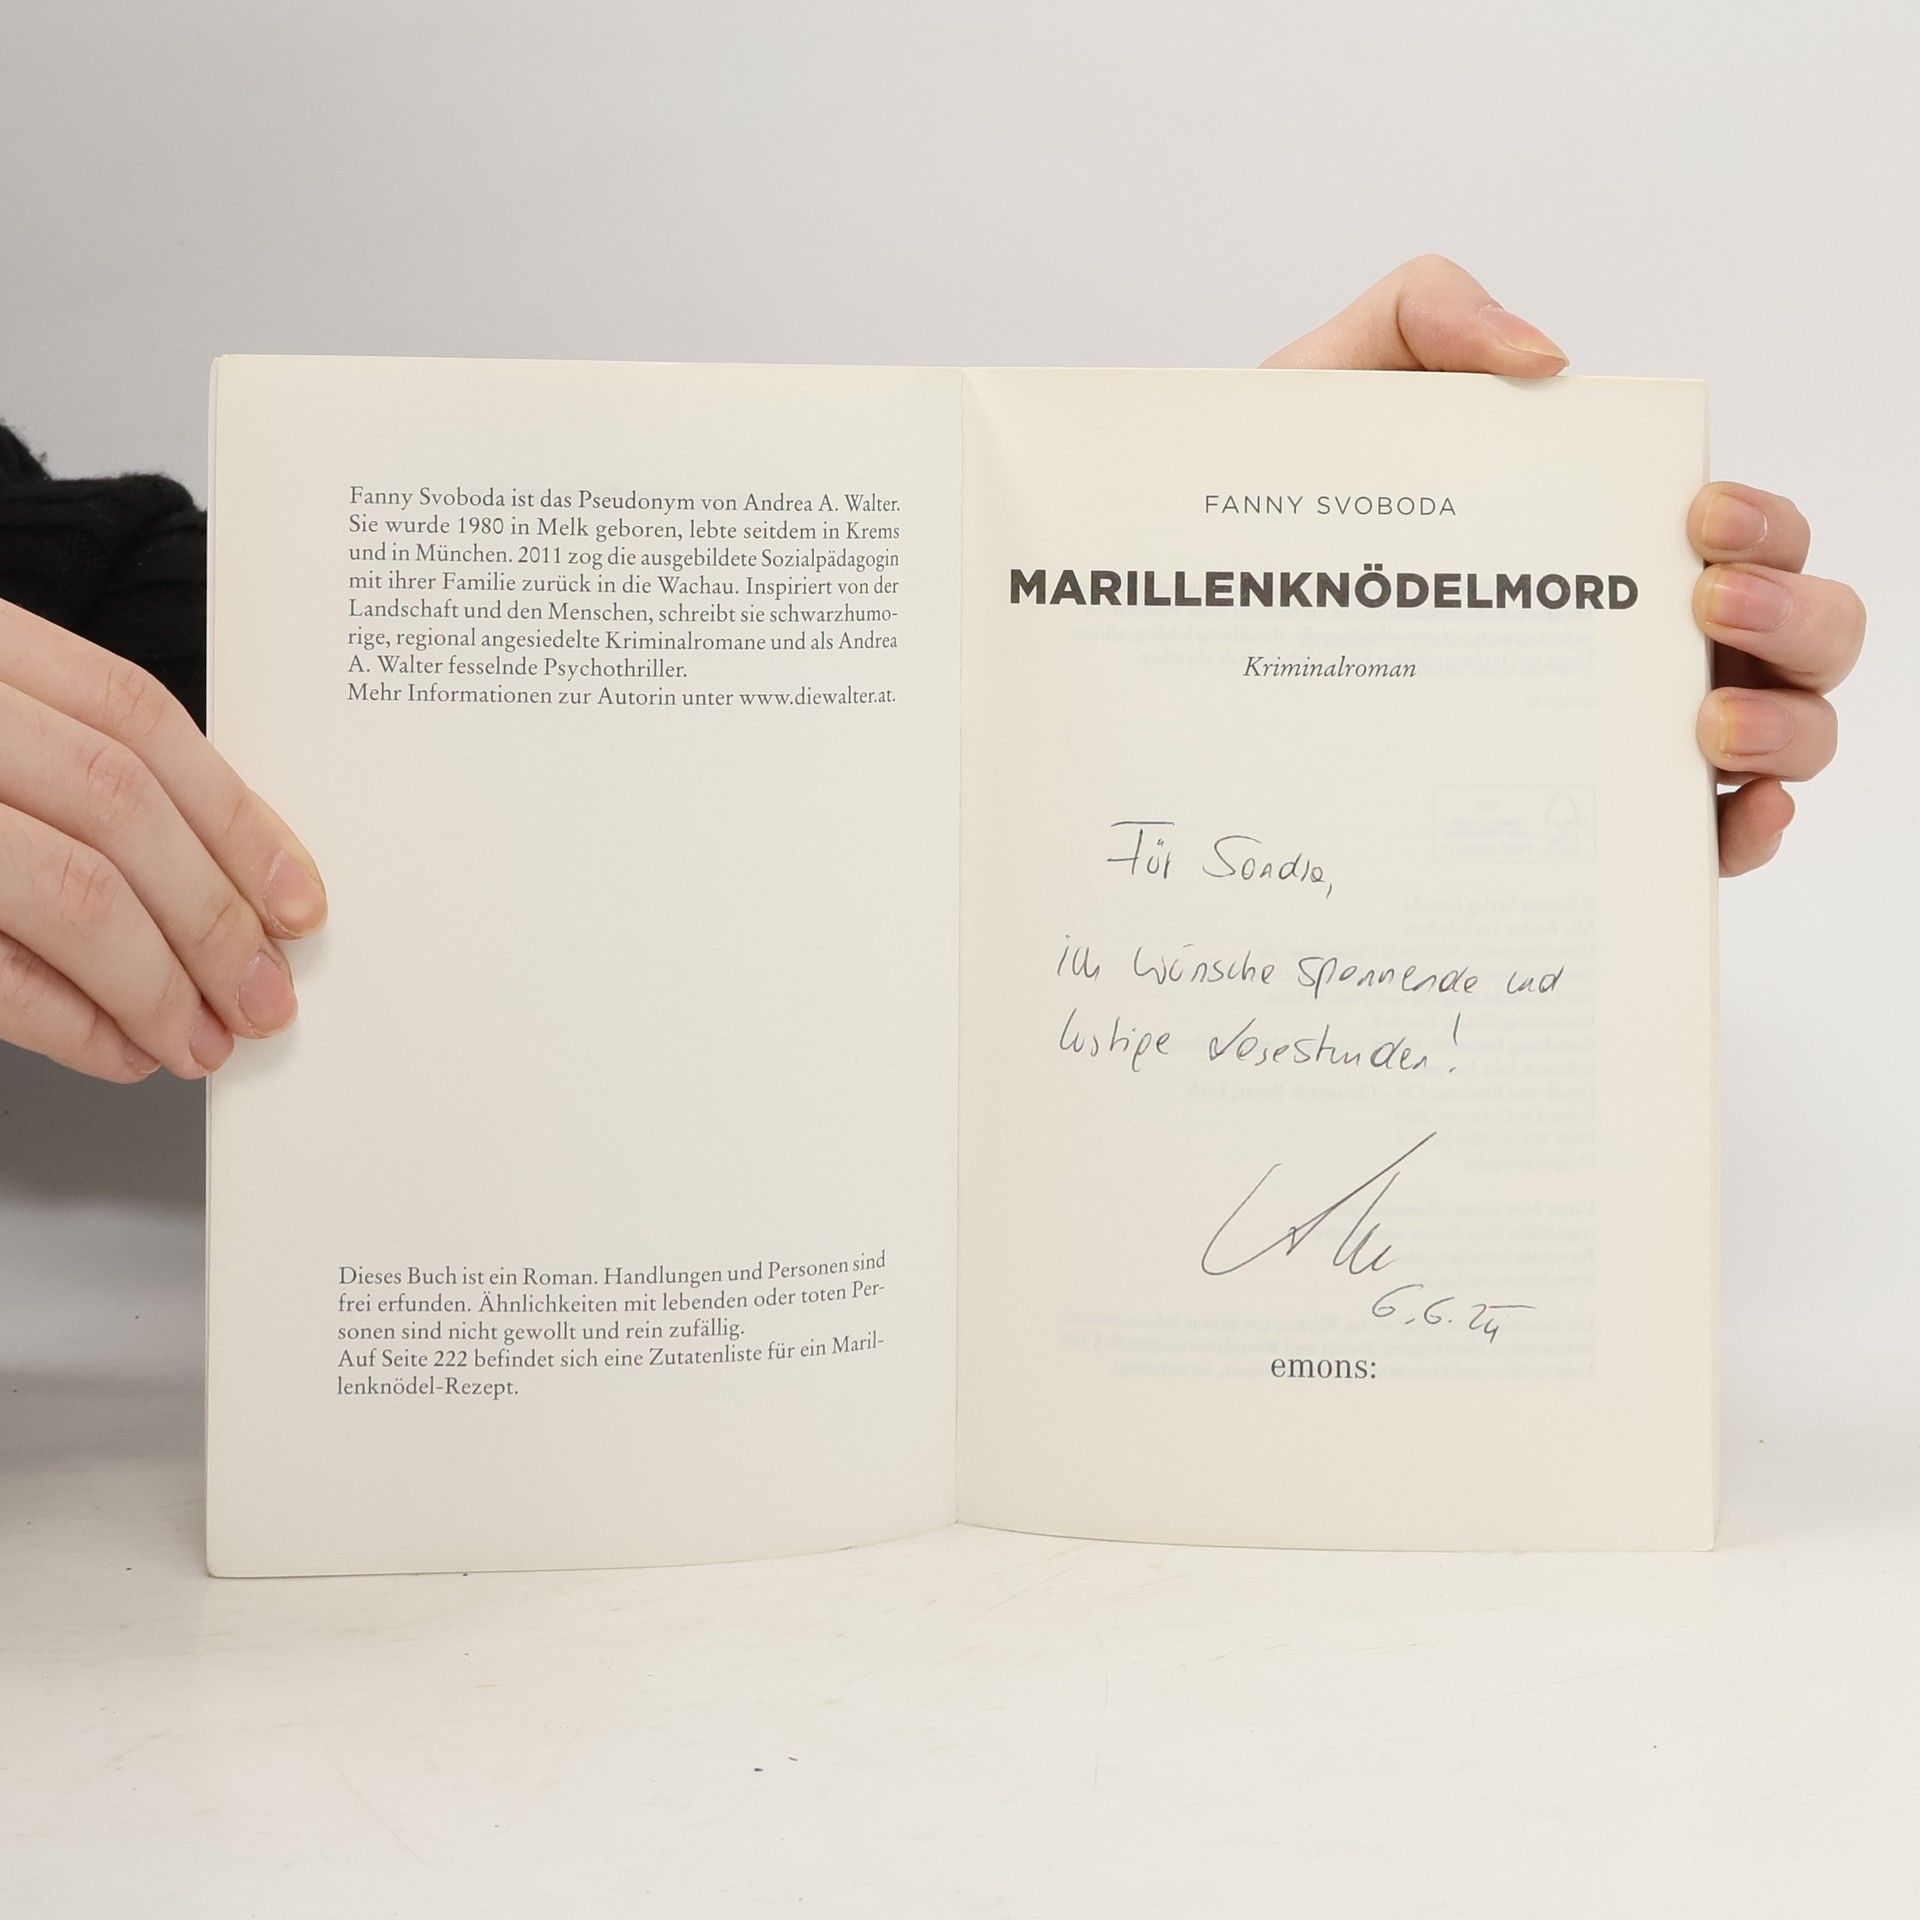 Fanny Svoboda ist das Pseudonym von Andrea A. Walter.
Sie wurde 1980 in Melk geboren, lebte seitdem in Krems
und in München. 2011 zog die ausgebildete Sozialpädagogin
mit ihrer Familie zurück in die Wachau. Inspiriert von der
Landschaft und den Menschen, schreibt sie schwarzhumo-
rige, regional angesiedelte Kriminalromane und als Andrea
A. Walter fesselnde Psychothriller.
Mehr Informationen zur Autorin unter www.diewalter.at.
Dieses Buch ist ein Roman. Handlungen und Personen sind
frei erfunden. Ähnlichkeiten mit lebenden oder toten Per-
sonen sind nicht gewollt und rein zufällig.
Auf Seite 222 befindet sich eine Zutatenliste für ein Maril-
lenknödel-Rezept.
FANNY SVOBODA
MARILLENKNÖDELMORD
Kriminalroman
Für Sandra,
ich wünsche spannende und
lustige Lesestunden!
6.6.24
emons: